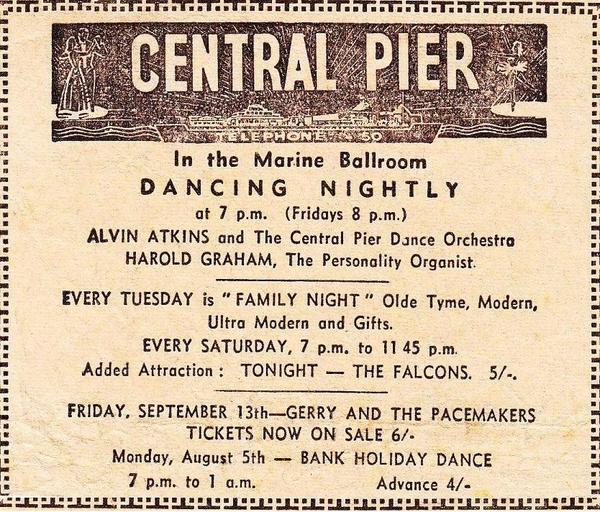 CENTRAL PIER
TELEPHONE 50
In the Marine Ballroom
DANCING NIGHTLY
at 7 p.m. (Fridays 8 p.m.)
ALVIN ATKINS and The Central Pier Dance Orchestra
HAROLD GRAHAM, The Personality Organist.
EVERY TUESDAY is "FAMILY NIGHT" Olde Tyme, Modern,
Ultra Modern and Gifts.
EVERY SATURDAY, 7 p.m. to 11 45 p.m.
Added Attraction : TONIGHT — THE FALCONS. 5/-.
FRIDAY, SEPTEMBER 13th—GERRY AND THE PACEMAKERS
TICKETS NOW ON SALE 6/-
Monday, August 5th — BANK HOLIDAY DANCE
7 p.m. to 1 a.m. Advance 4/-